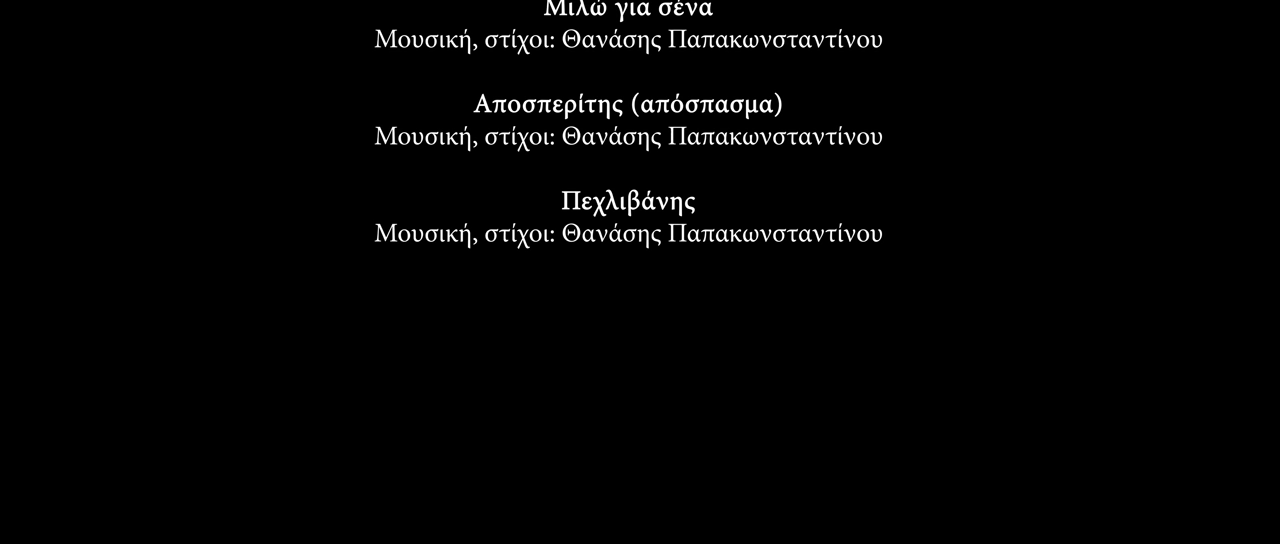 Μιλώ για σένα
Μουσική, στίχοι: Θανάσης Παπακωνσταντίνου
Αποσπερίτης (απόσπασμα)
Μουσική, στίχοι: Θανάσης Παπακωνσταντίνου
Πεχλιβάνης
Μουσική, στίχοι: Θανάσης Παπακωνσταντίνου